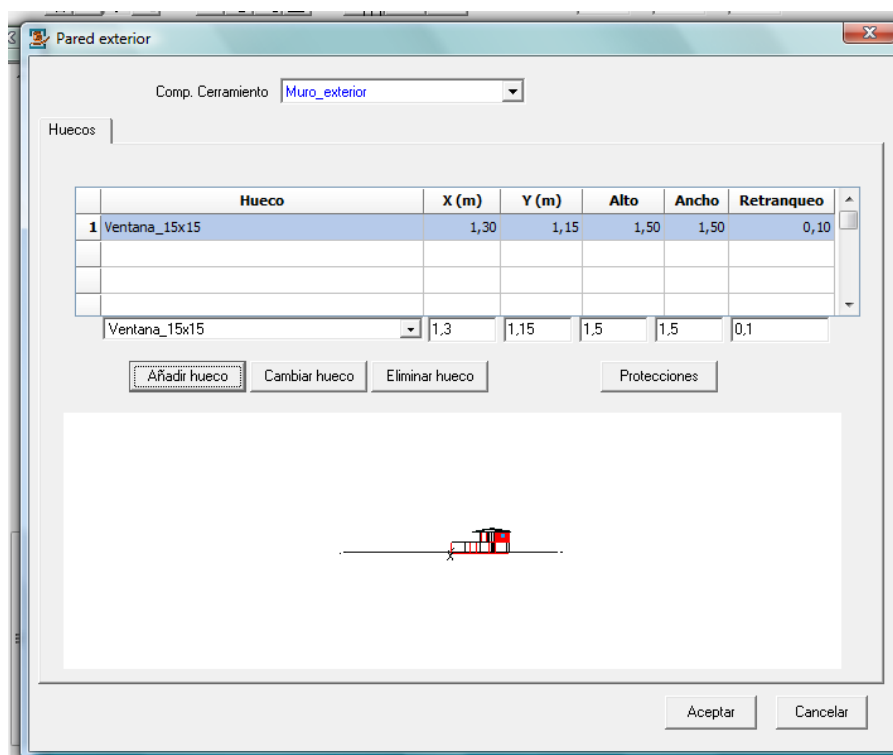 Pared exterior
Comp. Cerramiento Muro_exterior
Huecos
Hueco X (m) Y (m) Alto Ancho Retranqueo
1 Ventana_15x15 1,30 1,15 1,50 1,50 0,10
Ventana_15x15 1,3 1,15 1,5 1,5 0,1
Añadir hueco Cambiar hueco Eliminar hueco Protecciones
X
Aceptar Cancelar